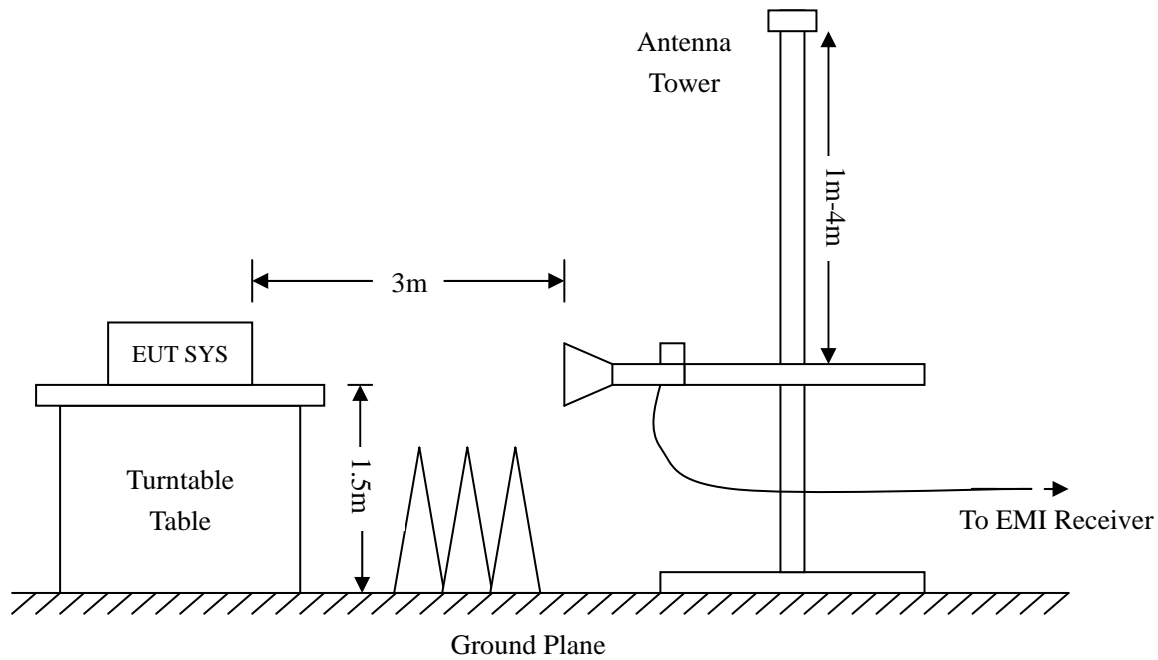 Antenna
Tower
1m-4m
3m
EUT SYS
1.5m
Turntable
Table
To EMI Receiver
Ground Plane